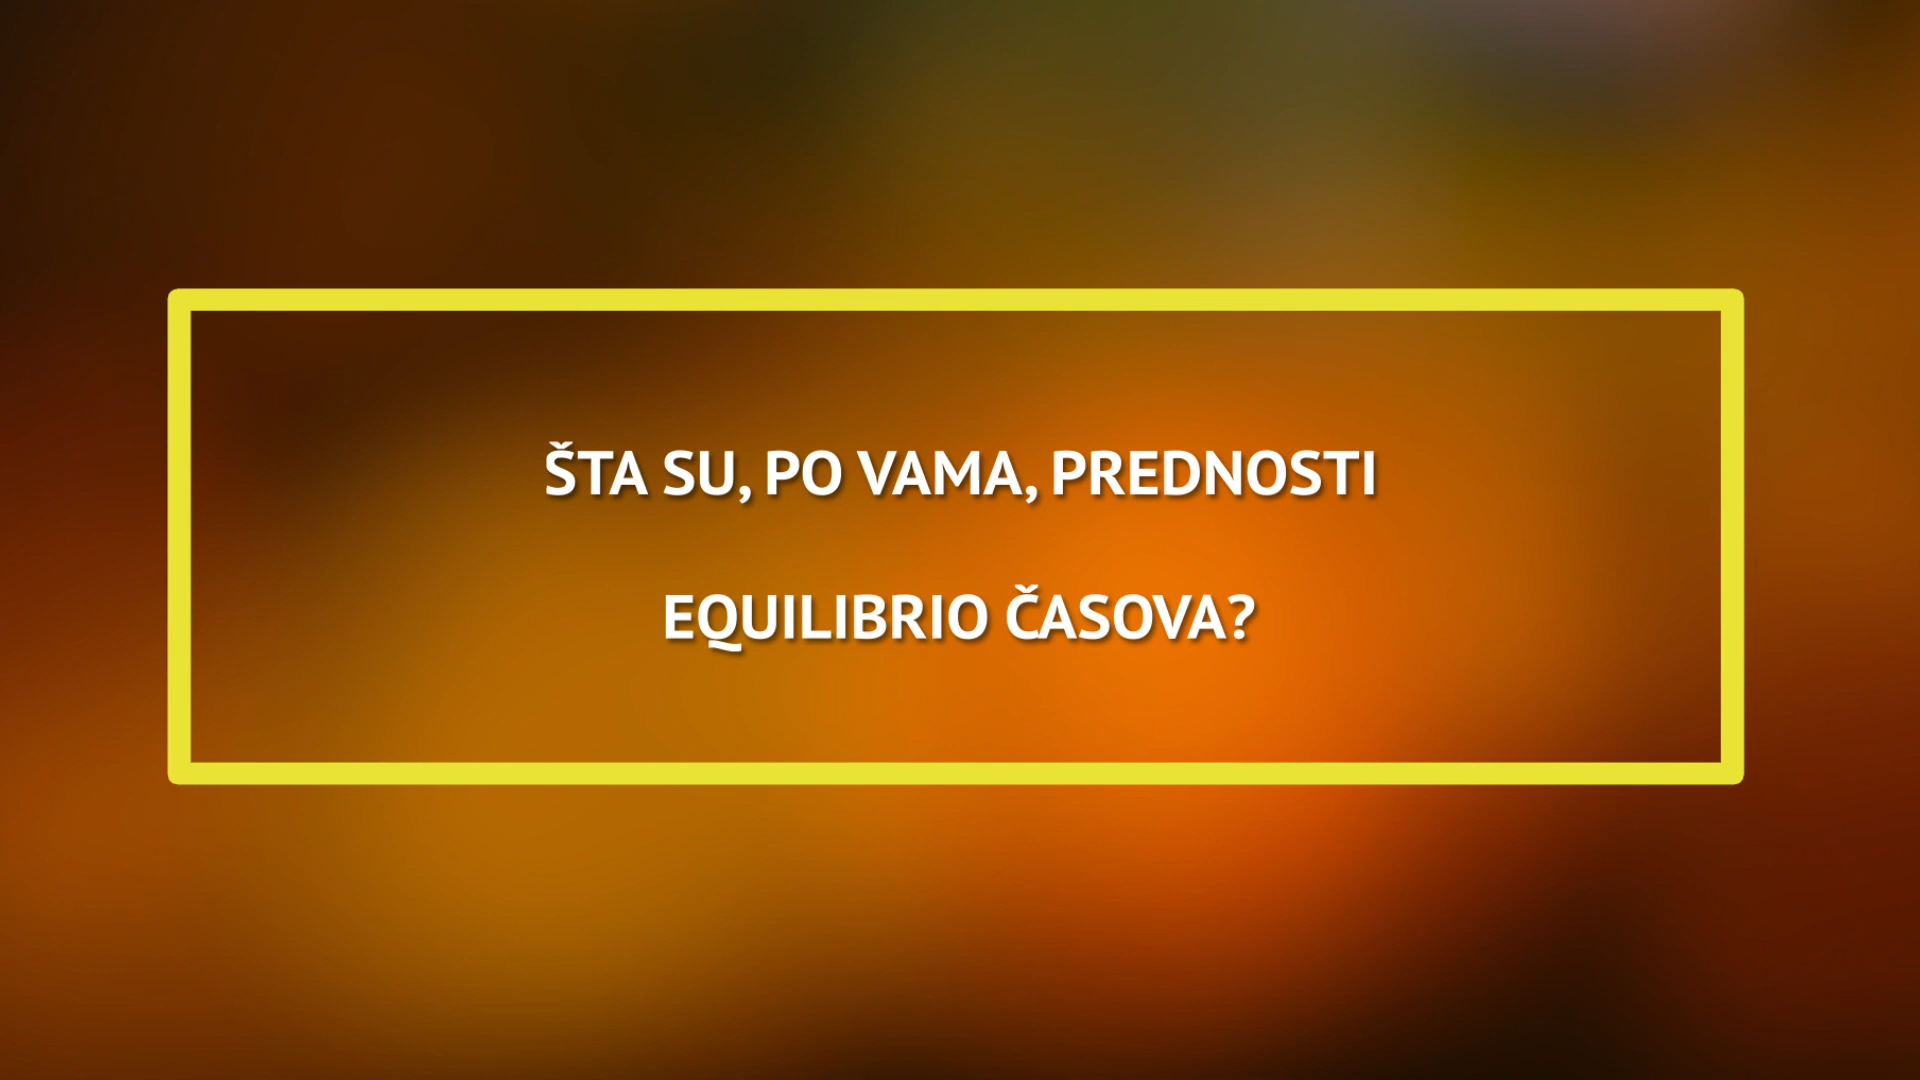 ŠTA SU, PO VAMA, PREDNOSTI
EQUILIBRIO ČASOVA?